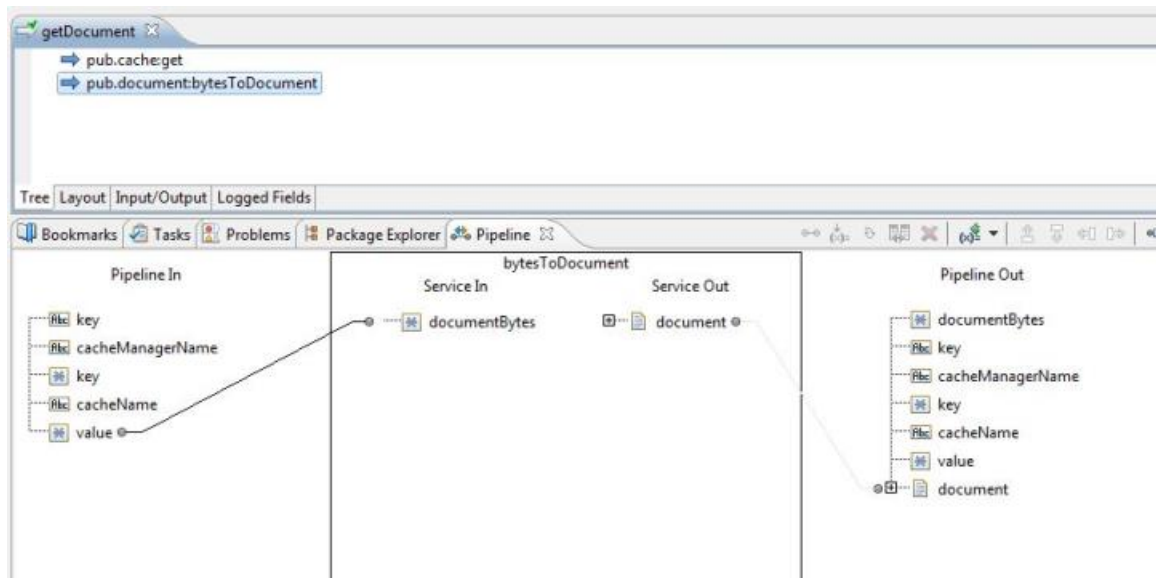 getDocument
pub.cache:get
pub.document:bytesToDocument
Tree Layout Input/Output Logged Fields
Bookmarks Tasks Problems Package Explorer Pipeline
Pipeline In
key
cacheManagerName
key
cacheName
value
bytesToDocument
Service In Service Out
documentBytes document
Pipeline Out
documentBytes
key
cacheManagerName
key
cacheName
value
document